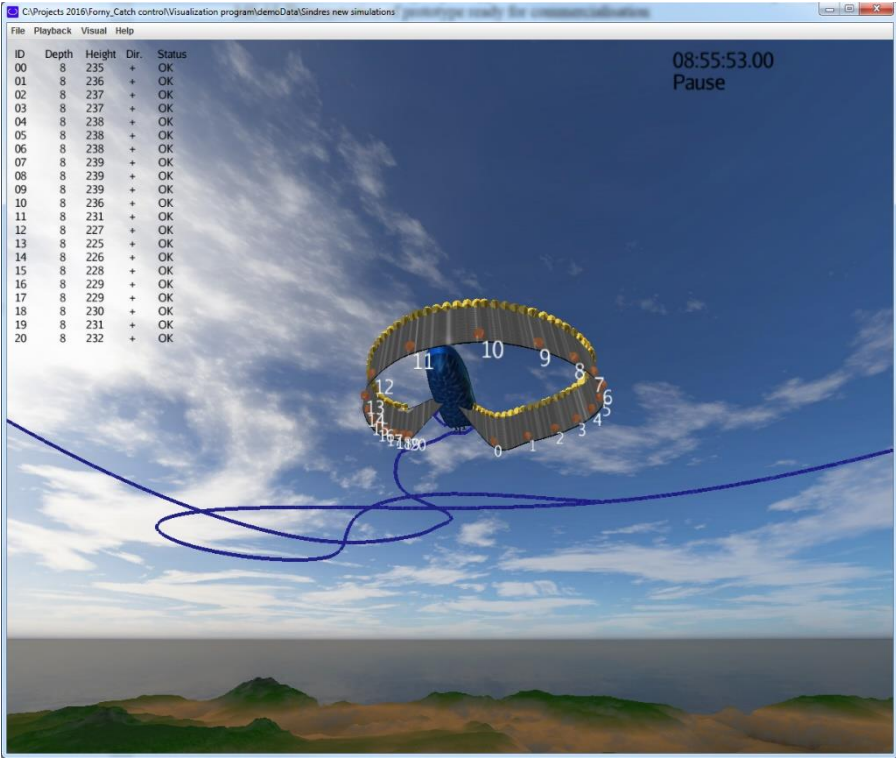 C:\Projects 2016\Forny_Catch control\Visualization program\demoData\Sindres new simulations
prototype ready for commercialisation
File Playback Visual Help
ID Depth Height Dir. Status
00 8 235 + OK
01 8 236 + OK
02 8 237 + OK
03 8 237 + OK
04 8 238 + OK
05 8 238 + OK
06 8 238 + OK
07 8 239 + OK
08 8 239 + OK
09 8 239 + OK
10 8 236 + OK
11 8 231 + OK
12 8 227 + OK
13 8 225 + OK
14 8 226 + OK
15 8 228 + OK
16 8 229 + OK
17 8 229 + OK
18 8 230 + OK
19 8 231 + OK
20 8 232 + OK
08:55:53.00
Pause
11 10 9 8
12 7
13 6
5
4
3
0 1 2